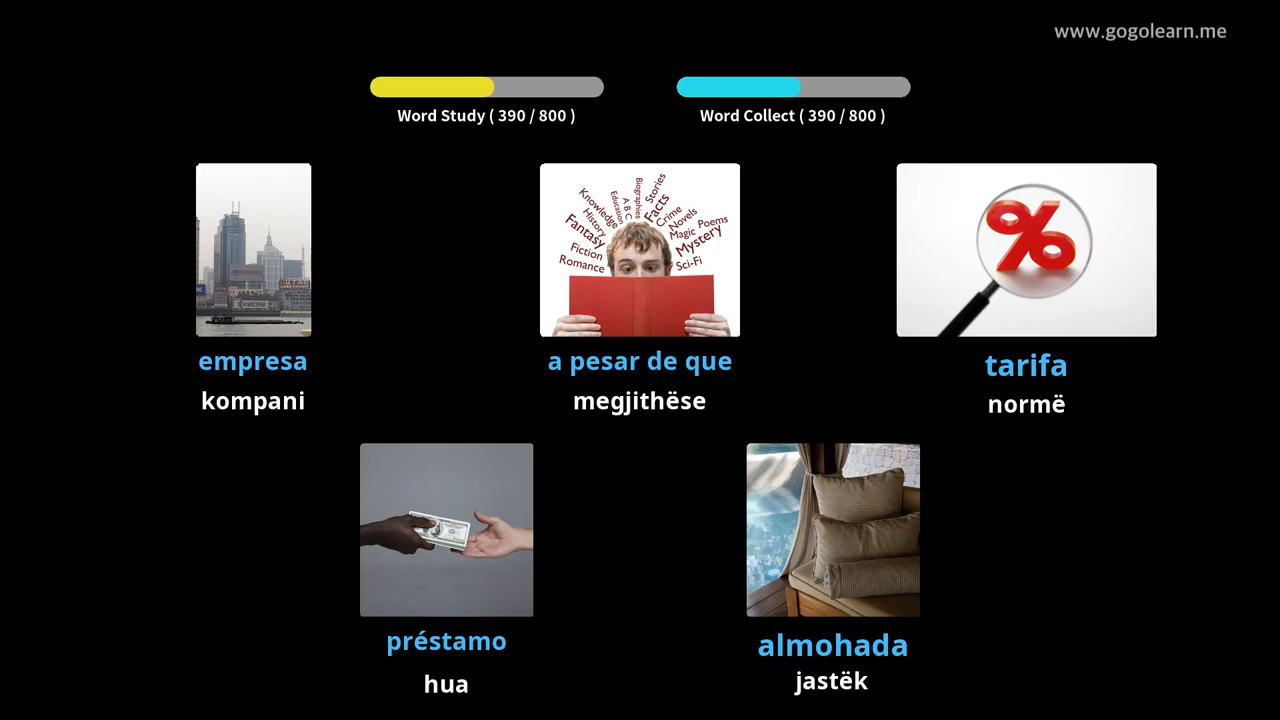 www.gogolearn.me
Word Study ( 390 / 800 )
Word Collect ( 390 / 800 )
TOYOTA
KYOCERA
Knowledge
History
Fantasy
Fiction
Romance
Education
A B C
Biographies
Stories
Facts
Crime
Novels
Magic
Poems
Mystery
Sci-Fi
%
empresa
a pesar de que
tarifa
kompani
megjithëse
normë
préstamo
almohada
hua
jastëk